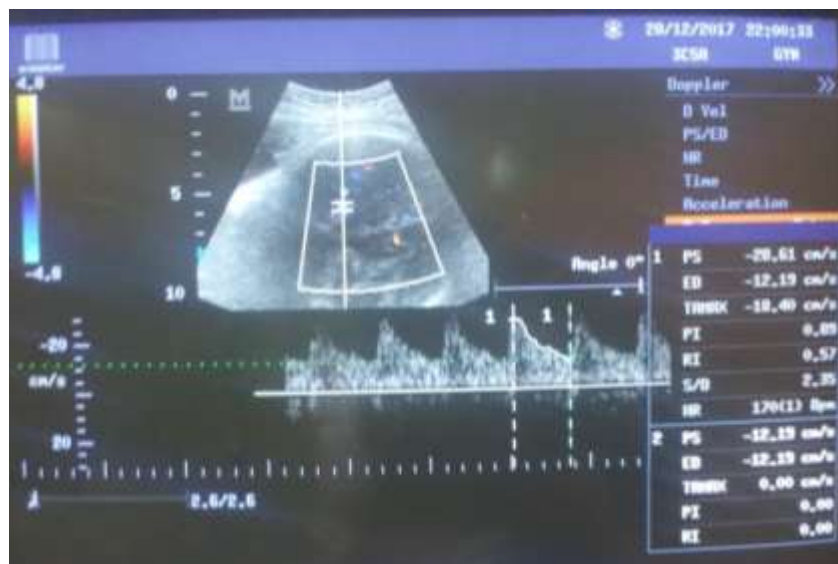 20/12/2017 22:00:33
3C5A GYN
4.0
-4.0
0
M
5
10
Doppler >>
D Vel
PS/ED
HR
Time
Acceleration
Angle 0°
1 PS -28.61 cm/s
ED -12.19 cm/s
TAMAX -18.40 cm/s
PI 0.89
RI 0.57
S/D 2.35
HR 170(1) Bpm
2 PS -12.19 cm/s
ED -12.19 cm/s
TAMAX 0.00 cm/s
PI 0.00
RI 0.00
1 1
-20
cm/s
20
2.6/2.6